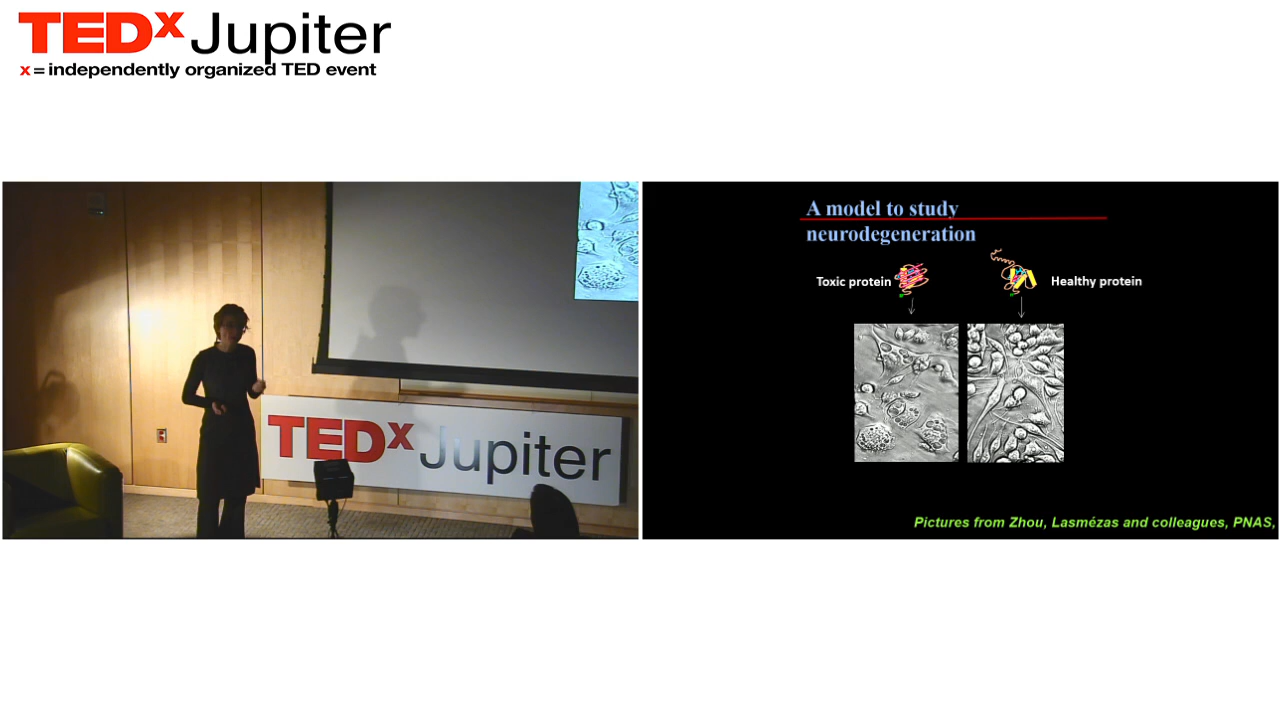 TEDx Jupiter
x = independently organized TED event
TEDx Jupiter
A model to study
neurodegeneration
Toxic protein
Healthy protein
Pictures from Zhou, Lasmézas and colleagues, PNAS,